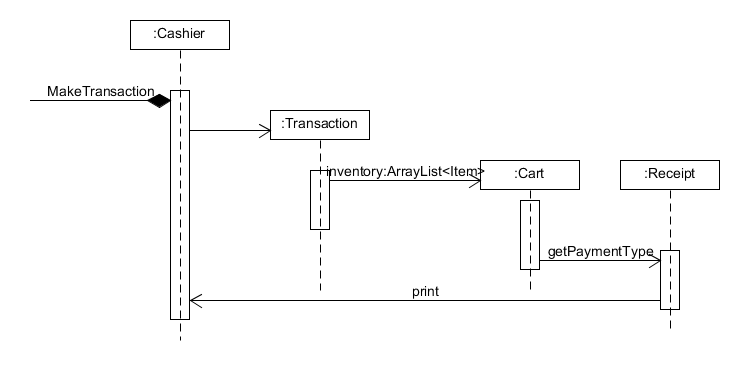 :Cashier
MakeTransaction
:Transaction
inventory:ArrayList<Item>
:Cart
:Receipt
getPaymentType
print